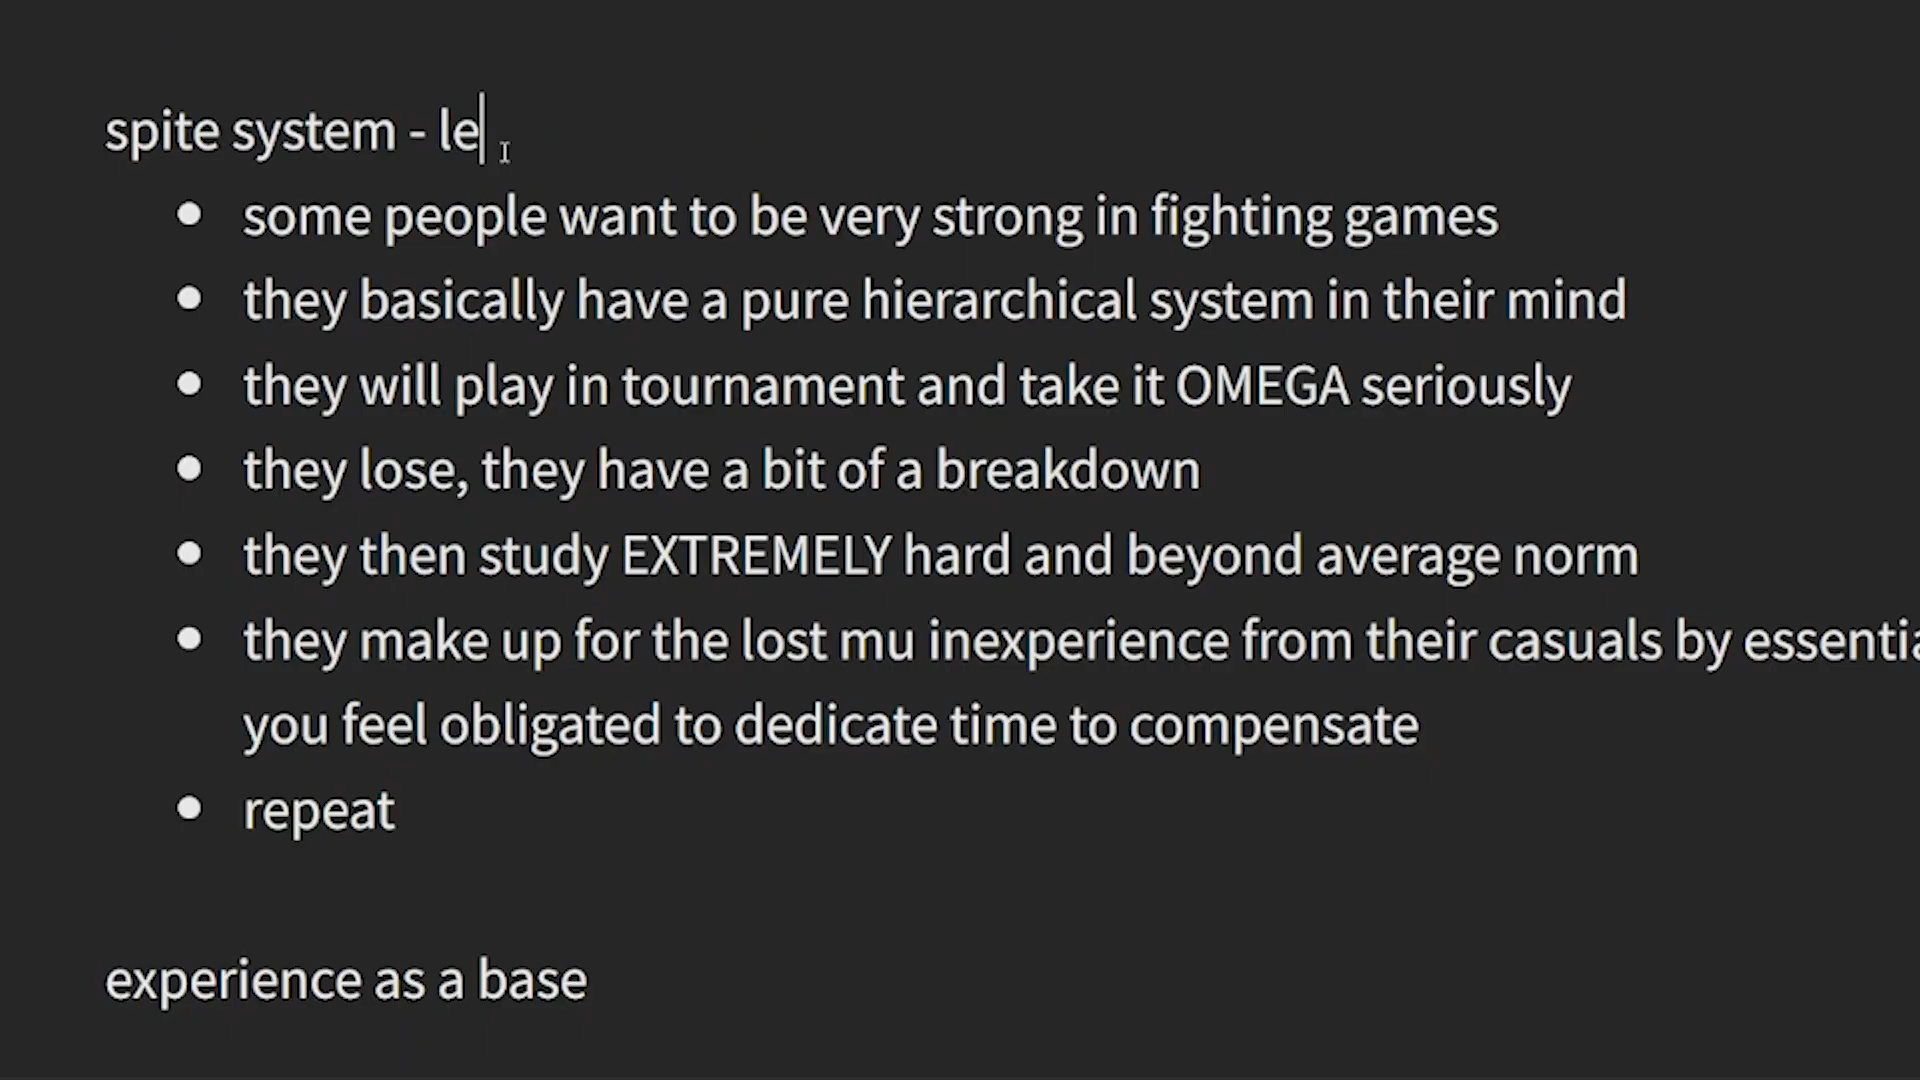 spite system - le
some people want to be very strong in fighting games
they basically have a pure hierarchical system in their mind
they will play in tournament and take it OMEGA seriously
they lose, they have a bit of a breakdown
they then study EXTREMELY hard and beyond average norm
they make up for the lost mu inexperience from their casuals by
you feel obligated to dedicate time to compensate
repeat
experience as a base